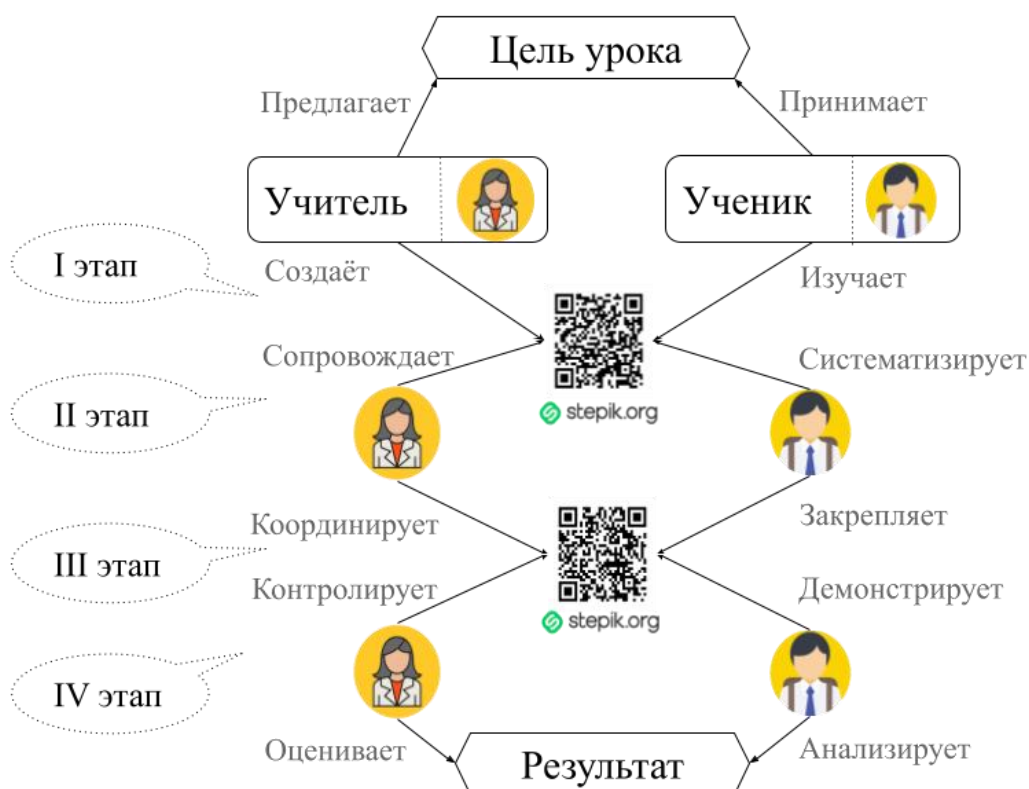 Цель урока
Предлагает
Принимает
Учитель
Ученик
I этап
Создаёт
Изучает
Сопровождает
Систематизирует
II этап
stepik.org
Координирует
Закрепляет
III этап
Контролирует
Демонстрирует
stepik.org
IV этап
Оценивает
Анализирует
Результат